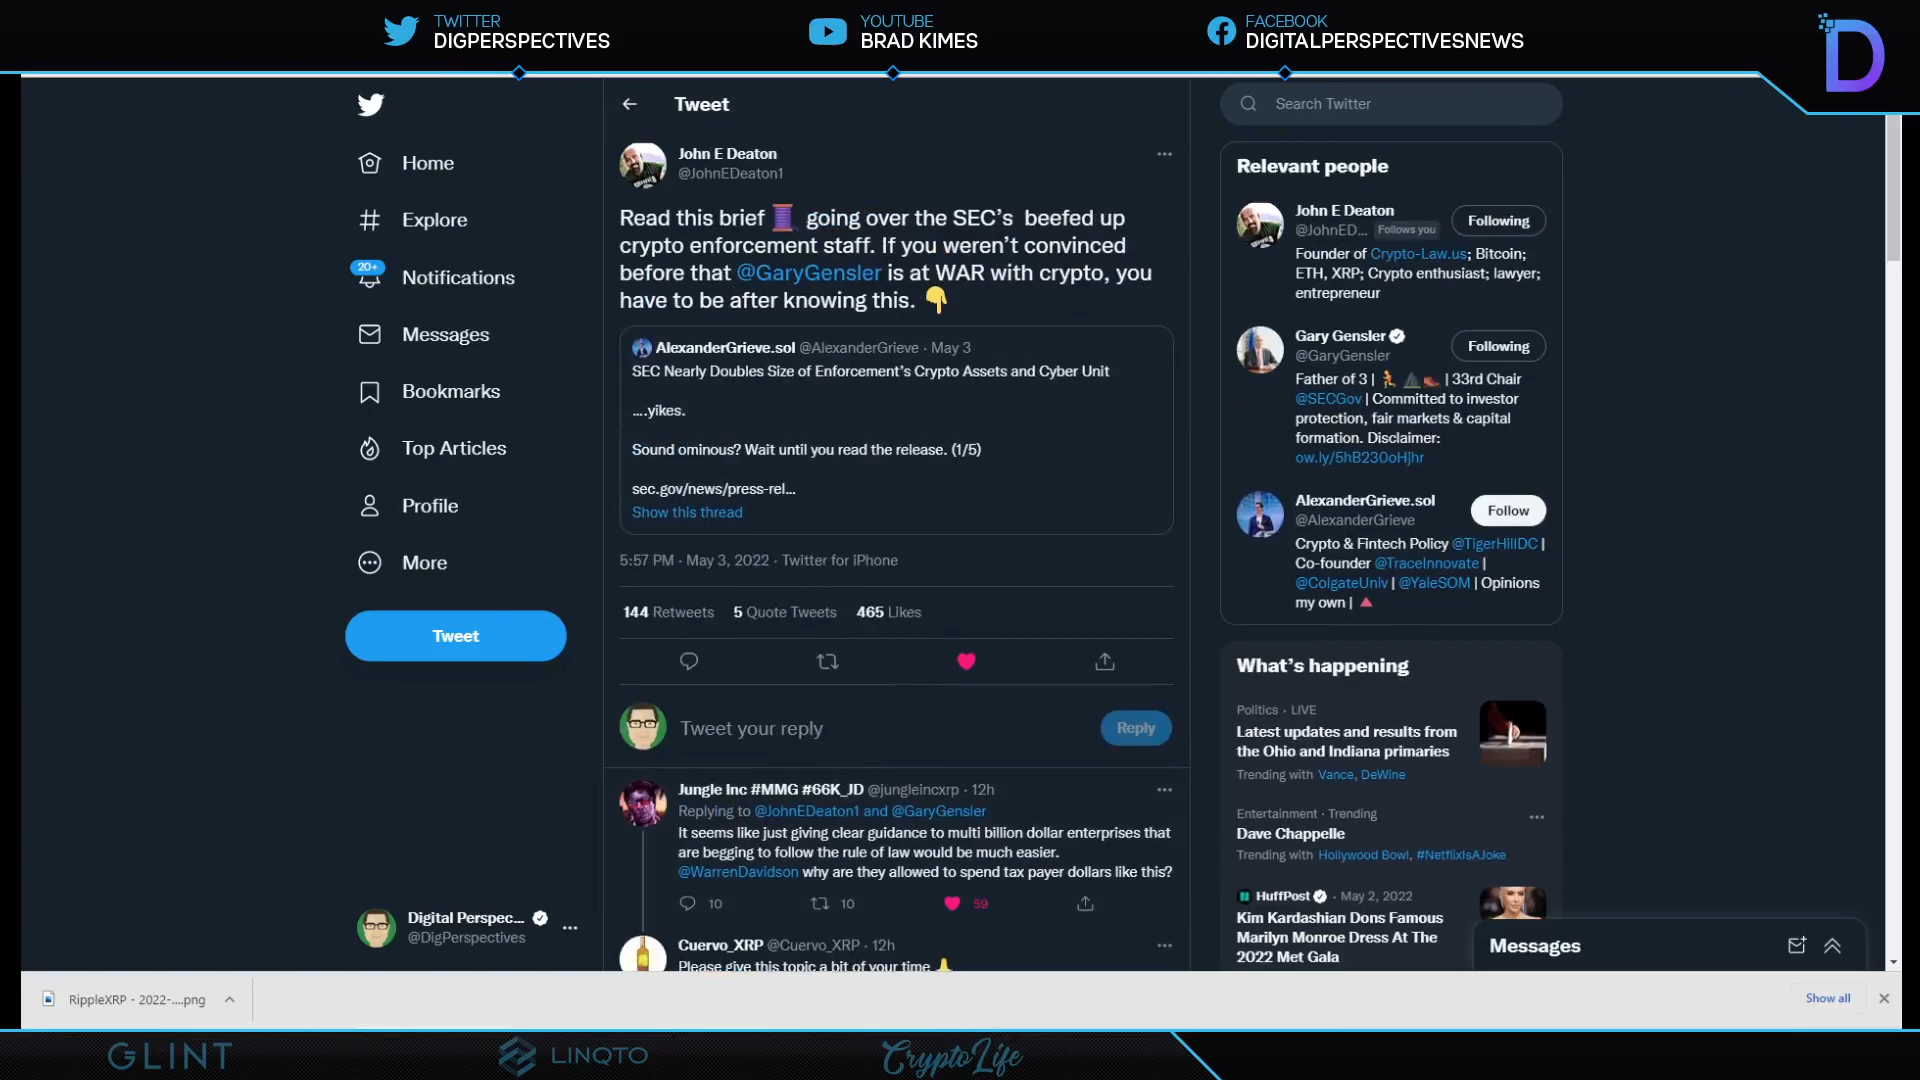 TWITTER
DIGPERSPECTIVES
YOUTUBE
BRAD KIMES
FACEBOOK
DIGITALPERSPECTIVESNEWS
D
Home
Explore
20+
Notifications
Messages
Bookmarks
Top Articles
Profile
More
Tweet
Digital Perspec...
@DigPerspectives
Tweet
John E Deaton
@JohnEDeaton1
Read this brief 🧵 going over the SEC's beefed up
crypto enforcement staff. If you weren't convinced
before that @GaryGensler is at WAR with crypto, you
have to be after knowing this. 👇
AlexanderGrieve.sol @AlexanderGrieve · May 3
SEC Nearly Doubles Size of Enforcement's Crypto Assets and Cyber Unit
....yikes.
Sound ominous? Wait until you read the release. (1/5)
sec.gov/news/press-rel...
Show this thread
5:57 PM · May 3, 2022 · Twitter for iPhone
144 Retweets 5 Quote Tweets 465 Likes
Tweet your reply
Reply
Jungle Inc #MMG #66K_JD @jungleincxrp · 12h
Replying to @JohnEDeaton1 and @GaryGensler
It seems like just giving clear guidance to multi billion dollar enterprises that
are begging to follow the rule of law would be much easier.
@WarrenDavidson why are they allowed to spend tax payer dollars like this?
10 10 59
Cuervo_XRP @Cuervo_XRP · 12h
Please give this topic a bit of your time 🙏
Search Twitter
Relevant people
John E Deaton
@JohnED... Follows you
Following
Founder of Crypto-Law.us; Bitcoin;
ETH, XRP; Crypto enthusiast; lawyer;
entrepreneur
Gary Gensler
@GaryGensler
Following
Father of 3 | 🏃 ⛰️👞 | 33rd Chair
@SECGov | Committed to investor
protection, fair markets & capital
formation. Disclaimer:
ow.ly/5hB230oHjhr
AlexanderGrieve.sol
@AlexanderGrieve
Follow
Crypto & Fintech Policy @TigerHillDC |
Co-founder @TraceInnovate |
@ColgateUniv | @YaleSOM | Opinions
my own | 🔺
What's happening
Politics · LIVE
Latest updates and results from
the Ohio and Indiana primaries
Trending with Vance, DeWine
Entertainment · Trending
Dave Chappelle
Trending with Hollywood Bowl, #NetflixIsAJoke
HuffPost · May 2, 2022
Kim Kardashian Dons Famous
Marilyn Monroe Dress At The
2022 Met Gala
Messages
RippleXRP - 2022-....png
Show all
GLINT
LINQTO
CryptoLife